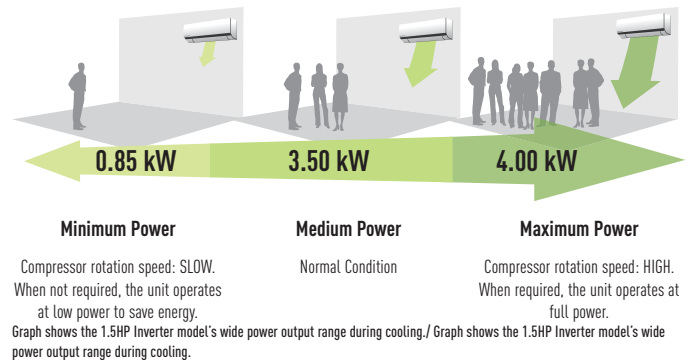 0.85 kW
3.50 kW
4.00 kW
Minimum Power
Compressor rotation speed: SLOW.
When not required, the unit operates
at low power to save energy.
Medium Power
Normal Condition
Maximum Power
Compressor rotation speed: HIGH.
When required, the unit operates at
full power.
Graph shows the 1.5HP Inverter model's wide power output range during cooling./ Graph shows the 1.5HP Inverter model's wide
power output range during cooling.